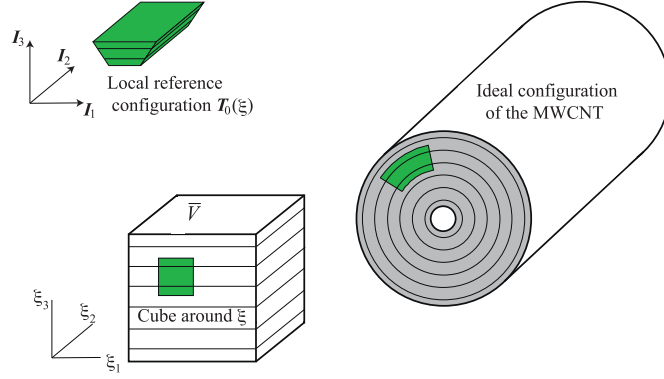 I₃
I₂
I₁
Local reference
configuration T₀(ξ)
Ideal configuration
of the MWCNT
V̅
Cube around ξ
ξ₃
ξ₂
ξ₁